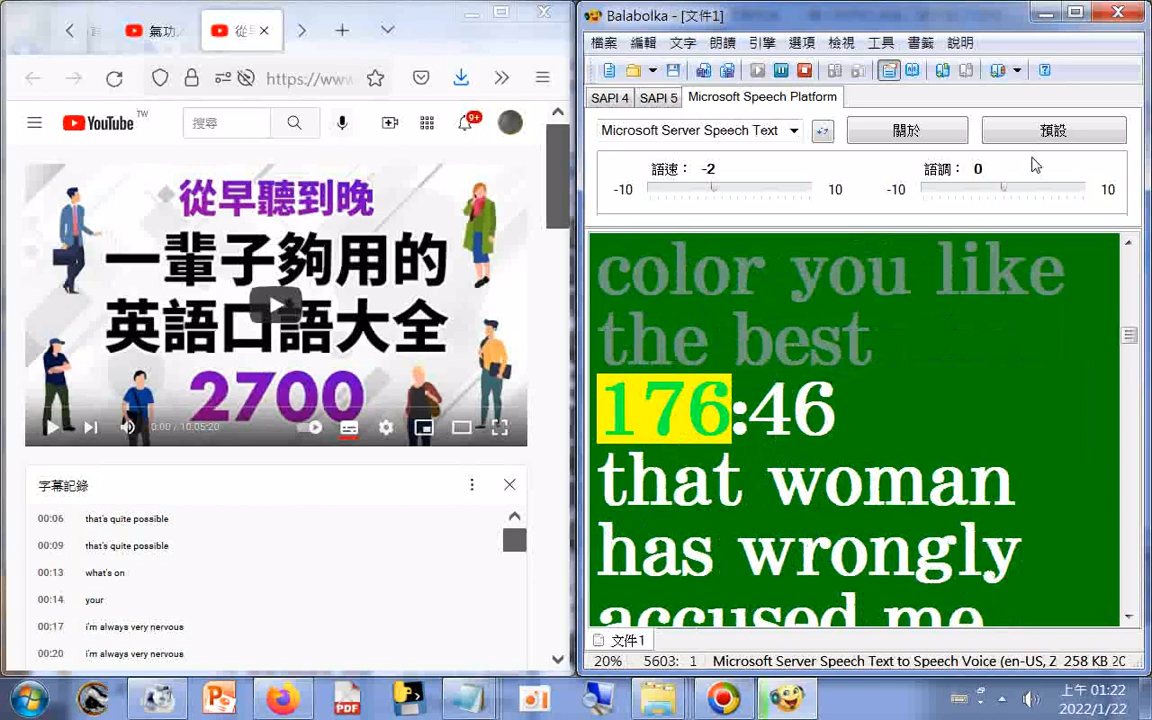 氣功
從
https://www
YouTube TW
搜尋
9+
從早聽到晚
一輩子夠用的
英語口語大全
2700
0:00 / 10:05:20
字幕記錄
00:06 that's quite possible
00:09 that's quite possible
00:13 what's on
00:14 your
00:17 i'm always very nervous
00:20 i'm always very nervous
Balabolka - [文件1]
檔案 編輯 文字 朗讀 引擎 選項 檢視 工具 書籤 說明
SAPI 4 SAPI 5 Microsoft Speech Platform
Microsoft Server Speech Text
關於
預設
語速： -2
語調： 0
-10 10 -10 10
color you like
the best
176:46
that woman
has wrongly
accused me
文件1
20% 5603: 1 Microsoft Server Speech Text to Speech Voice (en-US, Z 258 KB 20
PDF
上午 01:22
2022/1/22